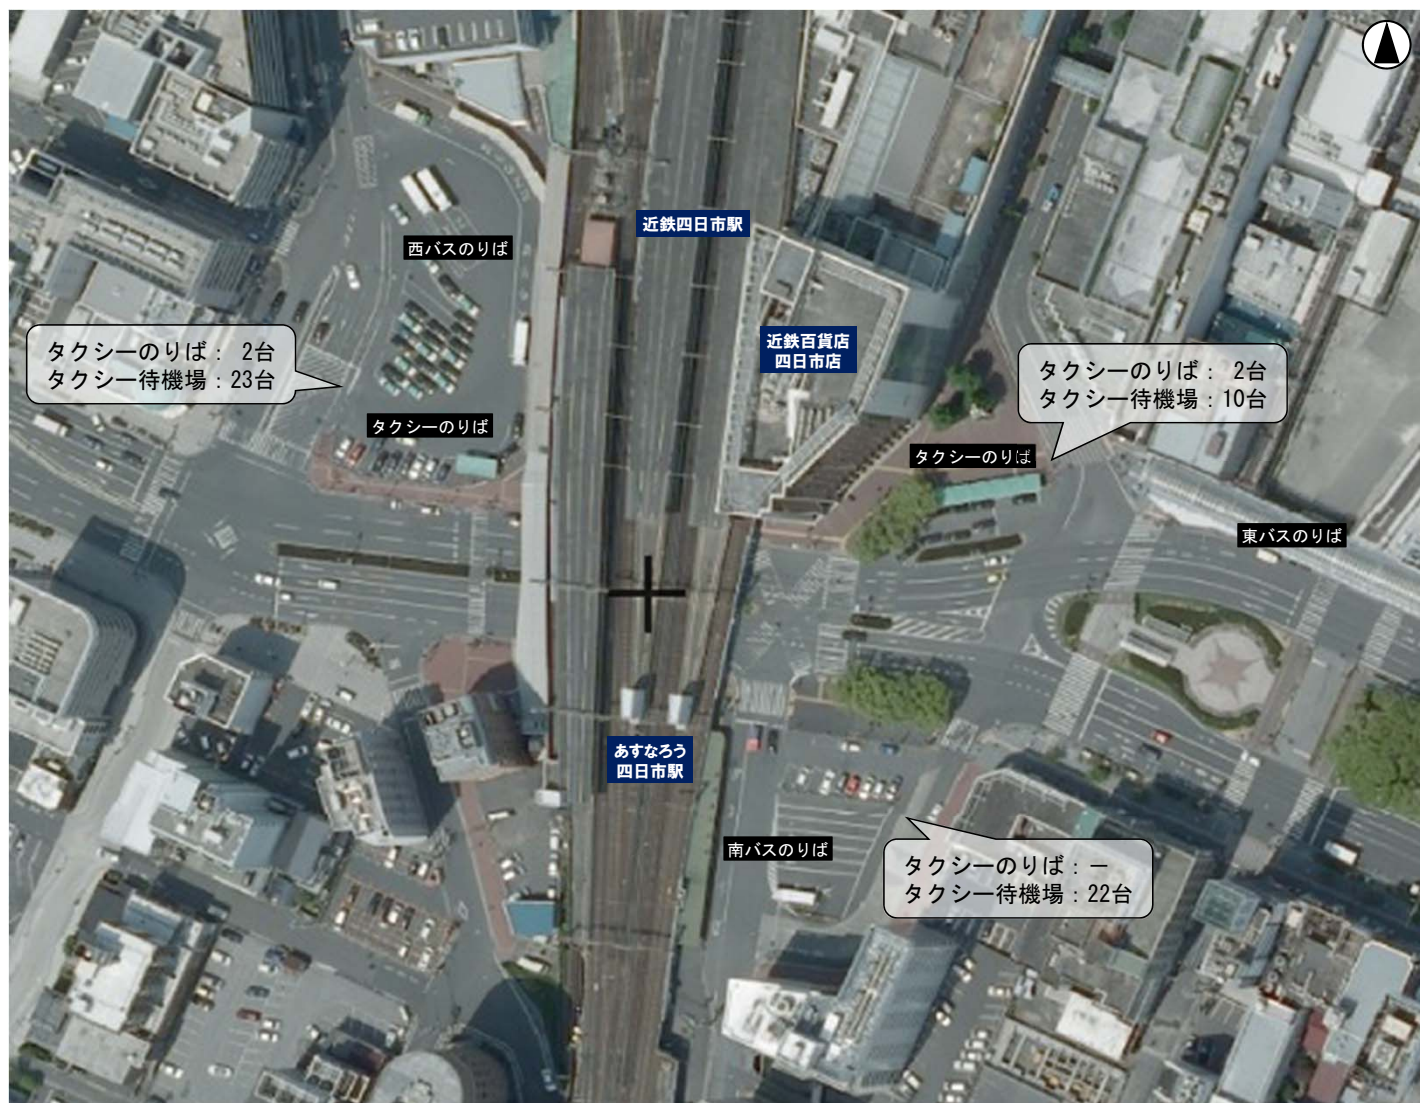 近鉄四日市駅
西バスのりば
近鉄百貨店
四日市店
タクシーのりば： 2台
タクシー待機場：23台
タクシーのりば： 2台
タクシー待機場：10台
タクシーのりば
タクシーのりば
東バスのりば
あすなろう
四日市駅
南バスのりば
タクシーのりば：－
タクシー待機場：22台